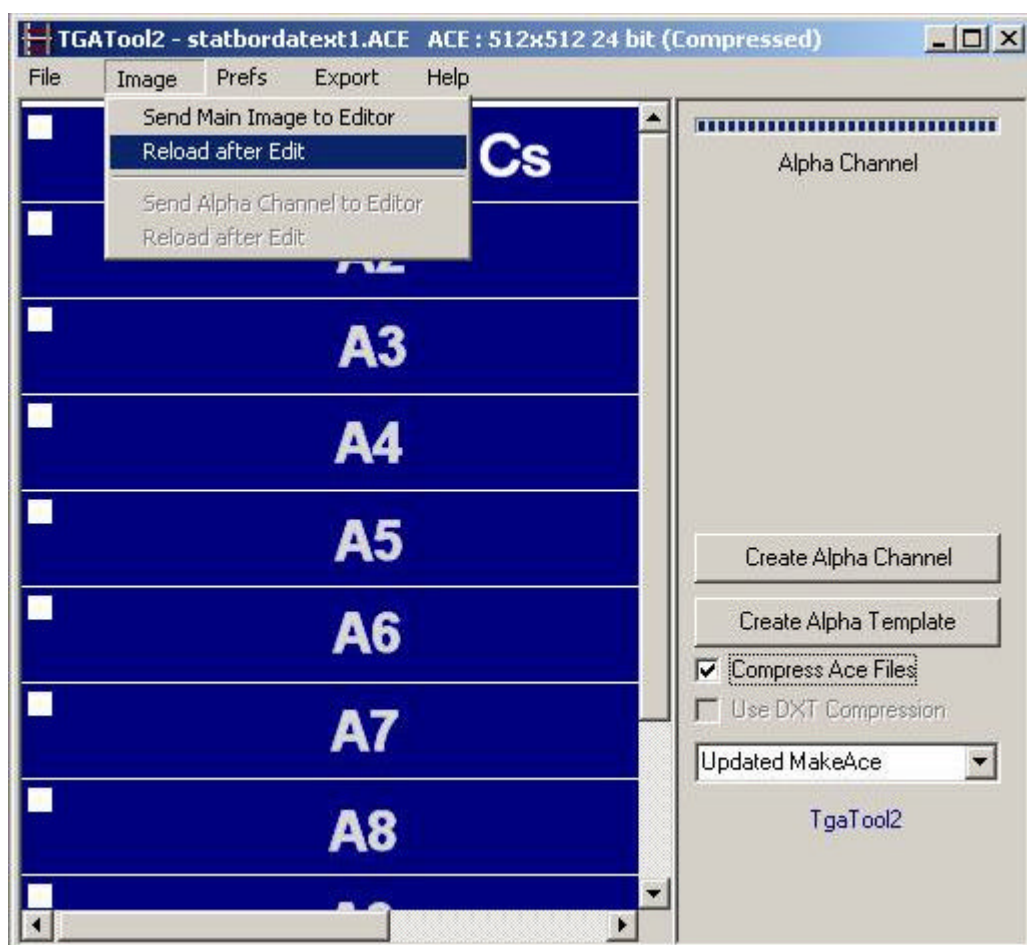 TGATool2 - statbordatext1.ACE ACE : 512x512 24 bit (Compressed)
File Image Prefs Export Help
Send Main Image to Editor
Reload after Edit
Send Alpha Channel to Editor
Reload after Edit
Cs
A2
A3
A4
A5
A6
A7
A8
Alpha Channel
Create Alpha Channel
Create Alpha Template
Compress Ace Files
Use DXT Compression
Updated MakeAce
TgaTool2